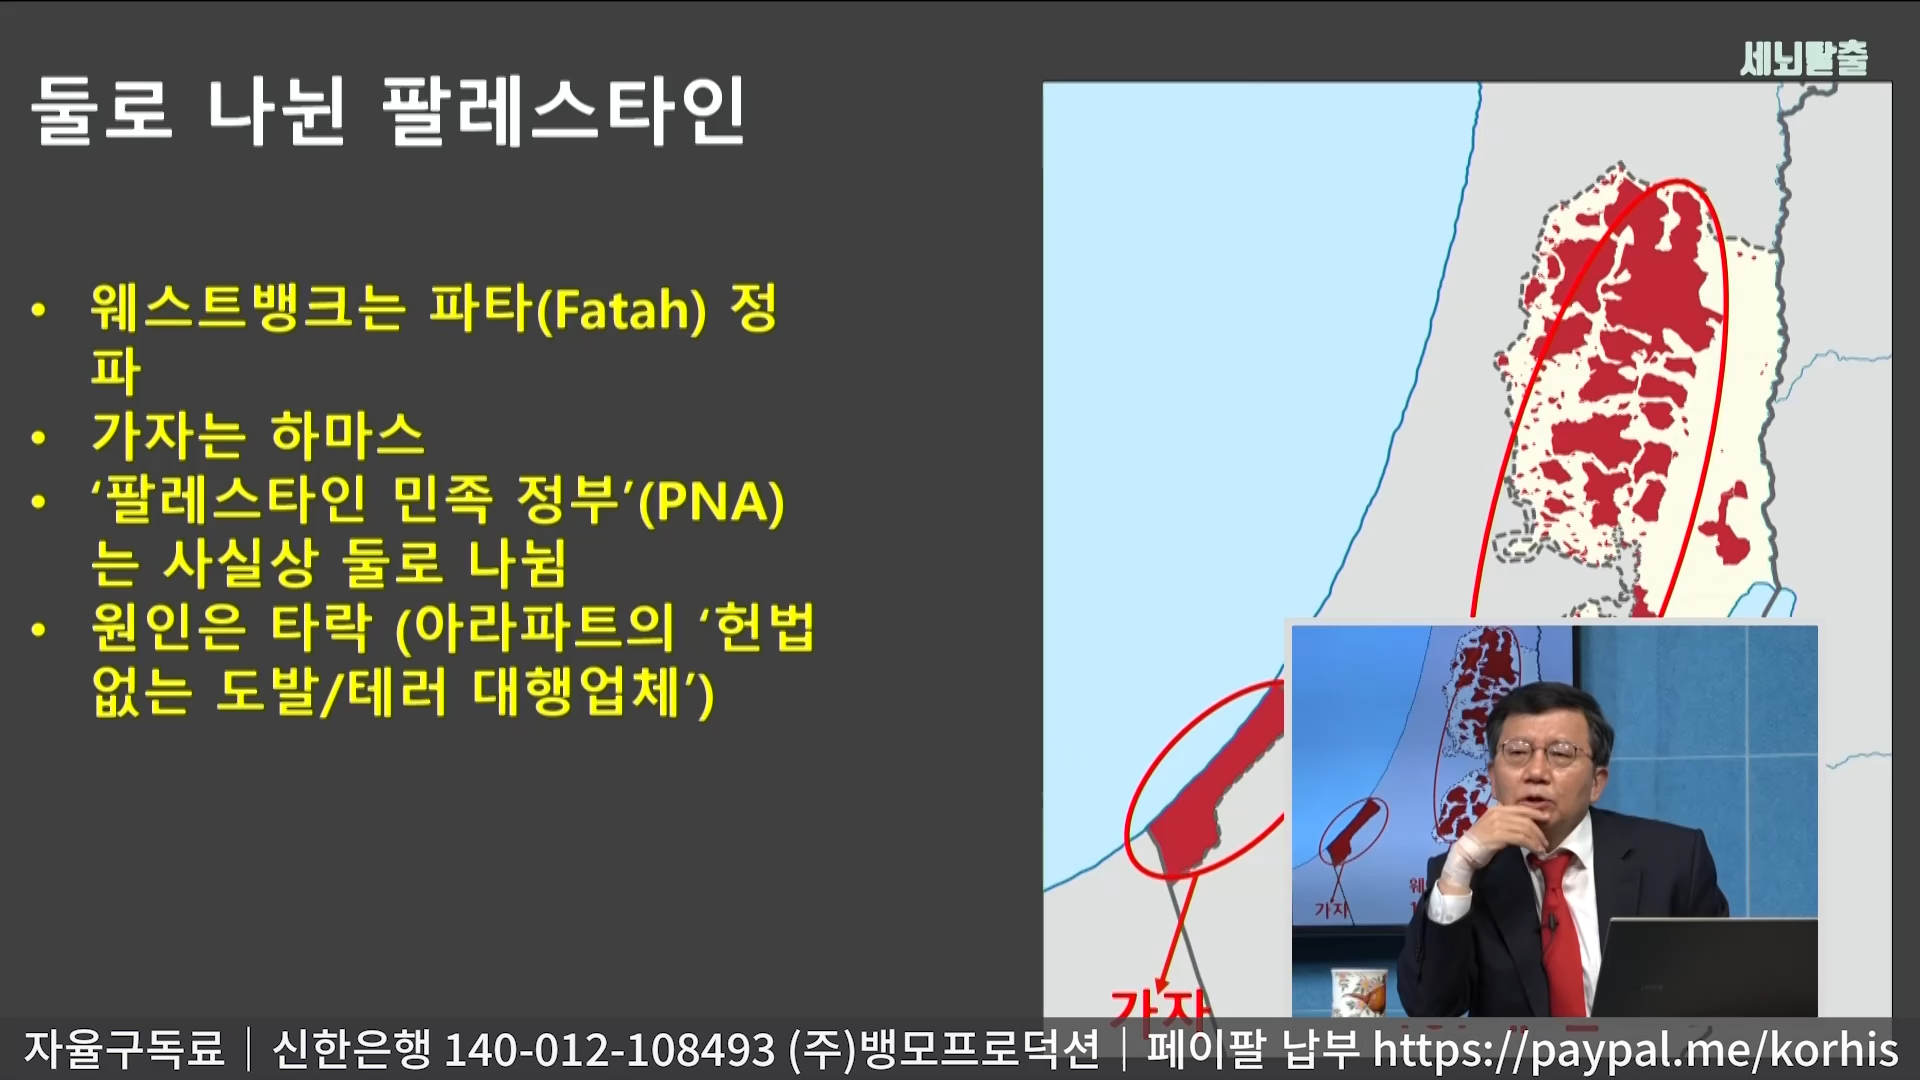 세뇌탈출
둘로 나뉜 팔레스타인
• 웨스트뱅크는 파타(Fatah) 정
파
• 가자는 하마스
• ‘팔레스타인 민족 정부’(PNA)
는 사실상 둘로 나뉨
• 원인은 타락 (아라파트의 ‘헌법
없는 도발/테러 대행업체’)
가자
웨
가자
자율구독료｜신한은행 140-012-108493 (주)뱅모프로덕션｜페이팔 납부 https://paypal.me/korhis